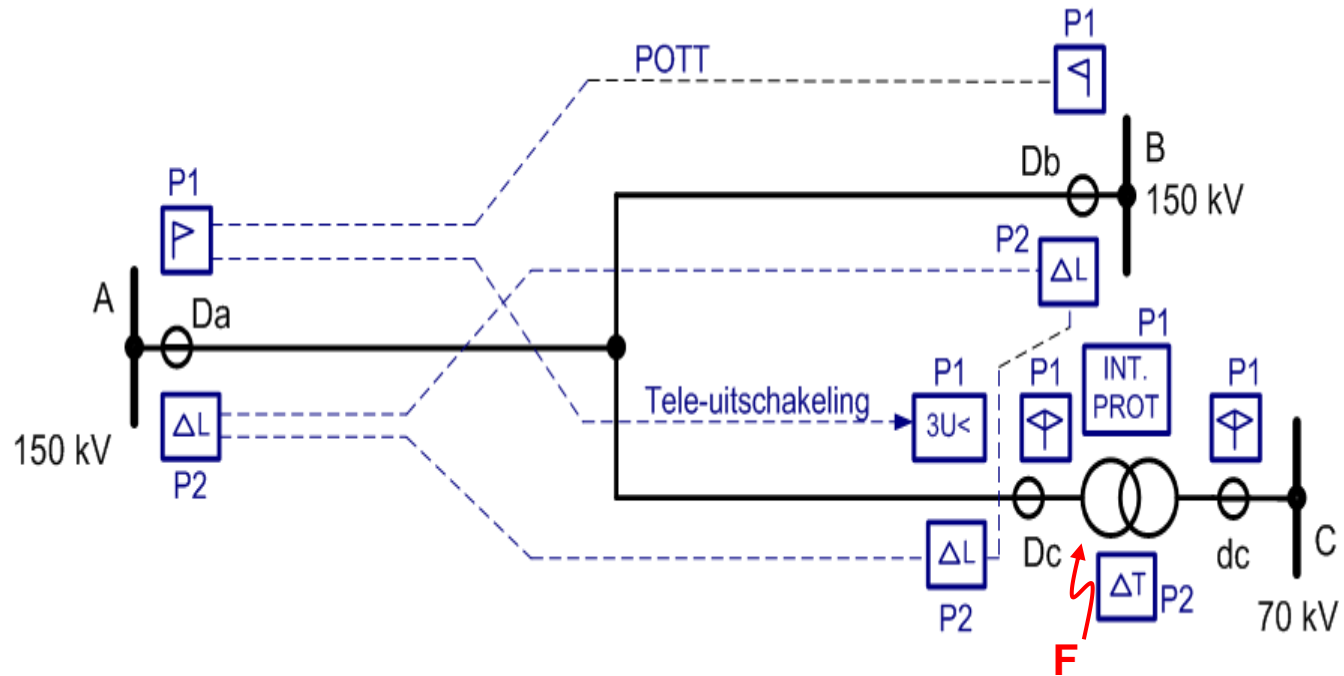 P1
POTT
B
Db
150 kV
P1
P2
ΔL
A
Da
P1
INT.
PROT
P1
P1
P1
Tele-uitschakeling
3U<
ΔL
150 kV
P2
ΔL
P2
Dc
ΔT
P2
dc
C
70 kV
F